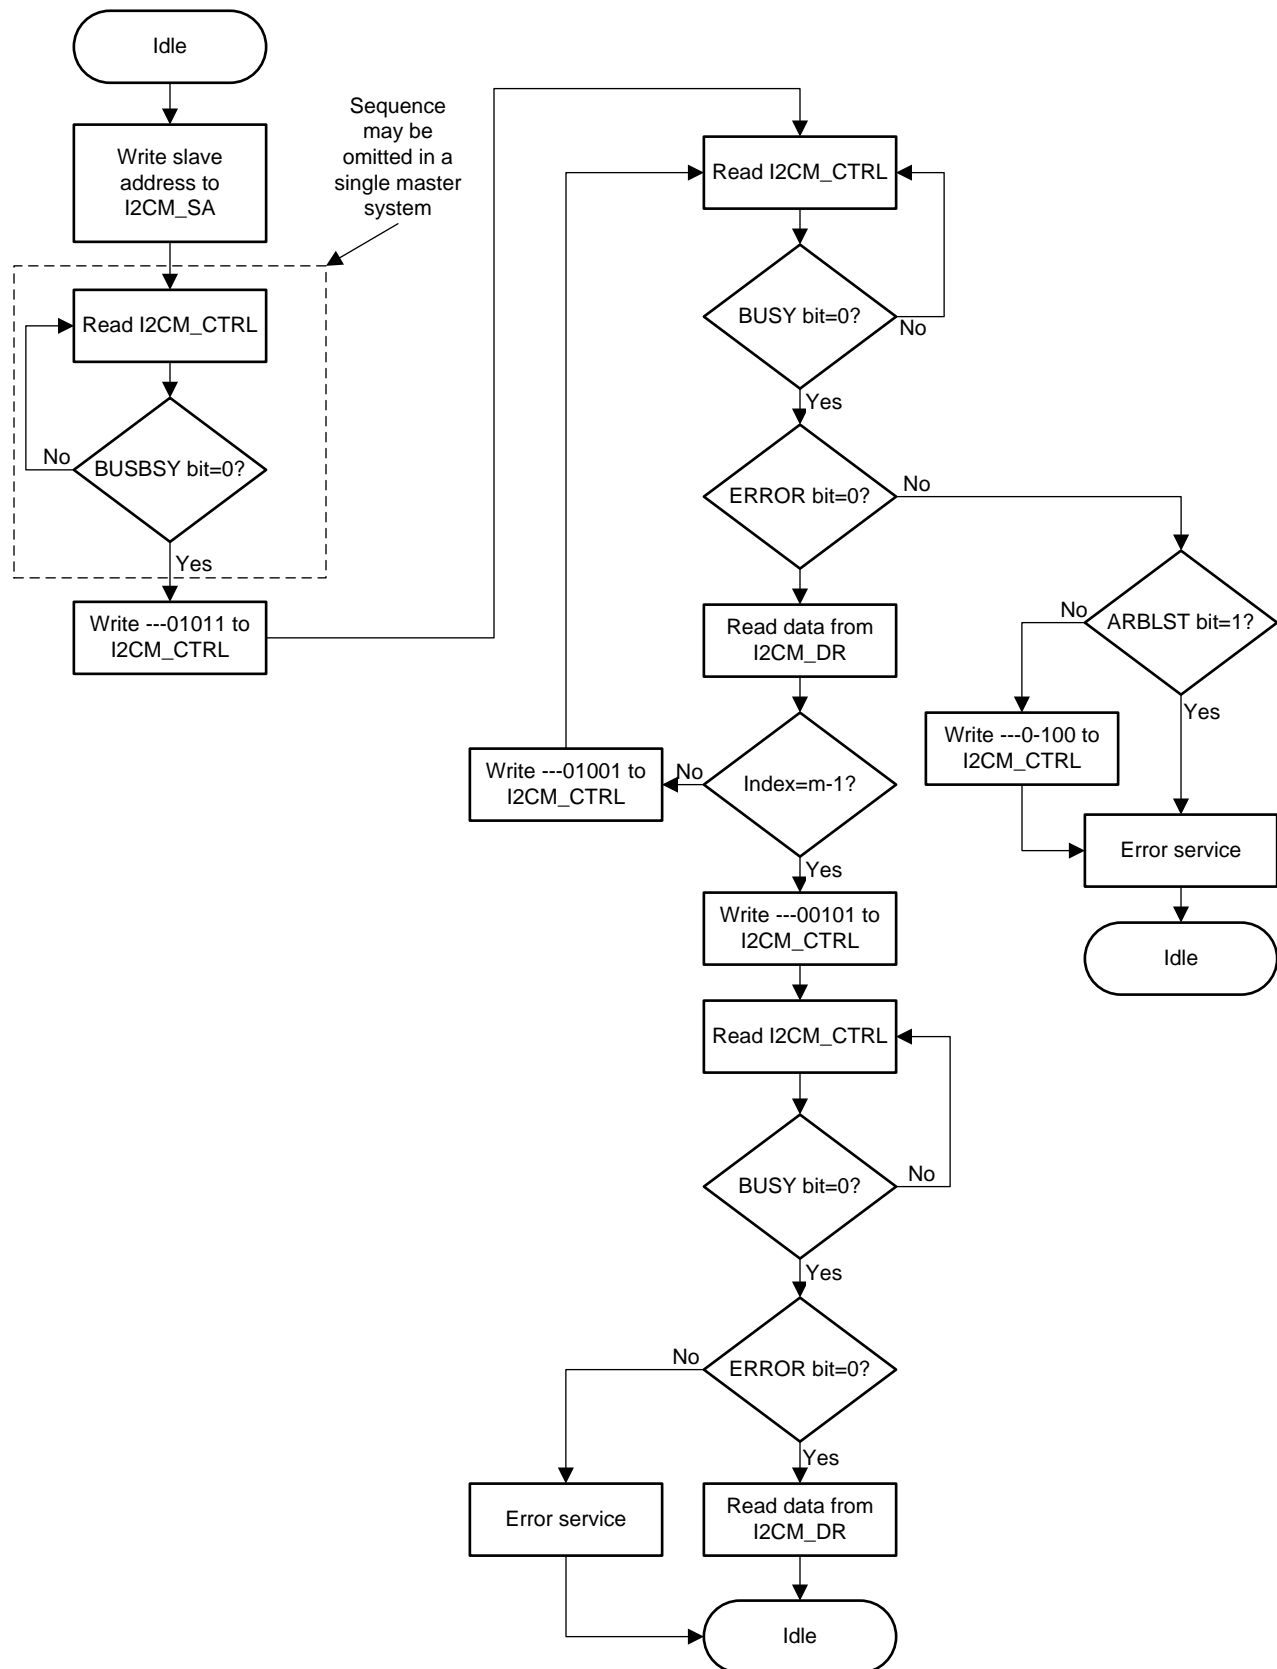 Idle
Write slave
address to
I2CM_SA
Sequence
may be
omitted in a
single master
system
Read I2CM_CTRL
BUSBSY bit=0?
No
Yes
Write ---01011 to
I2CM_CTRL
Read I2CM_CTRL
BUSY bit=0?
No
Yes
ERROR bit=0?
No
ARBLST bit=1?
No
Yes
Write ---0-100 to
I2CM_CTRL
Error service
Idle
Read data from
I2CM_DR
Index=m-1?
No
Write ---01001 to
I2CM_CTRL
Yes
Write ---00101 to
I2CM_CTRL
Read I2CM_CTRL
BUSY bit=0?
No
Yes
ERROR bit=0?
No
Yes
Error service
Read data from
I2CM_DR
Idle